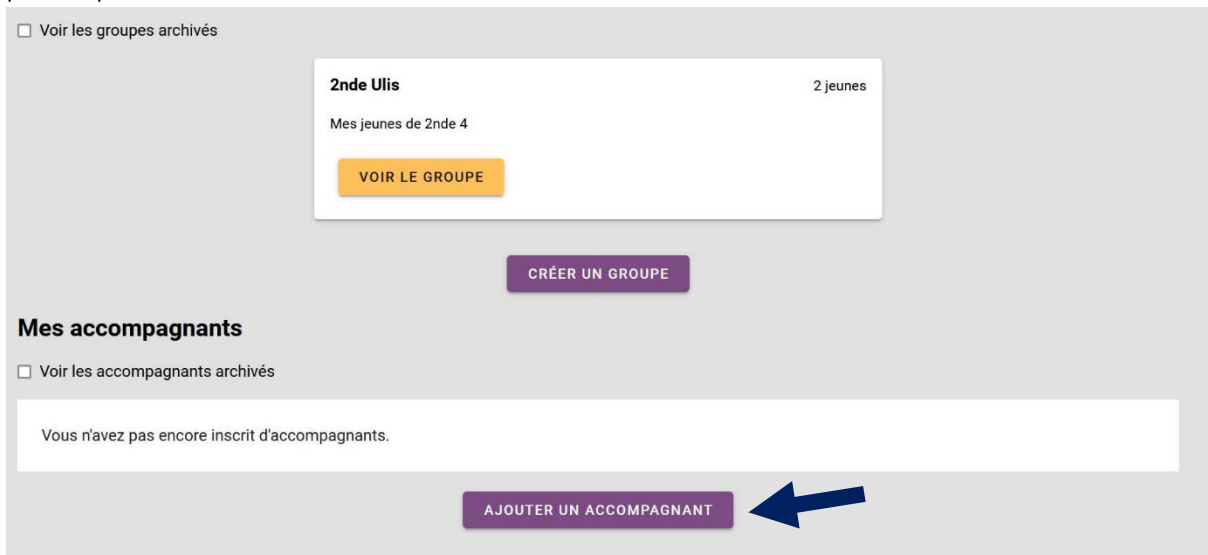 Voir les groupes archivés
2nde Ulis 2 jeunes
Mes jeunes de 2nde 4
VOIR LE GROUPE
CRÉER UN GROUPE
Mes accompagnants
Voir les accompagnants archivés
Vous n'avez pas encore inscrit d'accompagnants.
AJOUTER UN ACCOMPAGNANT